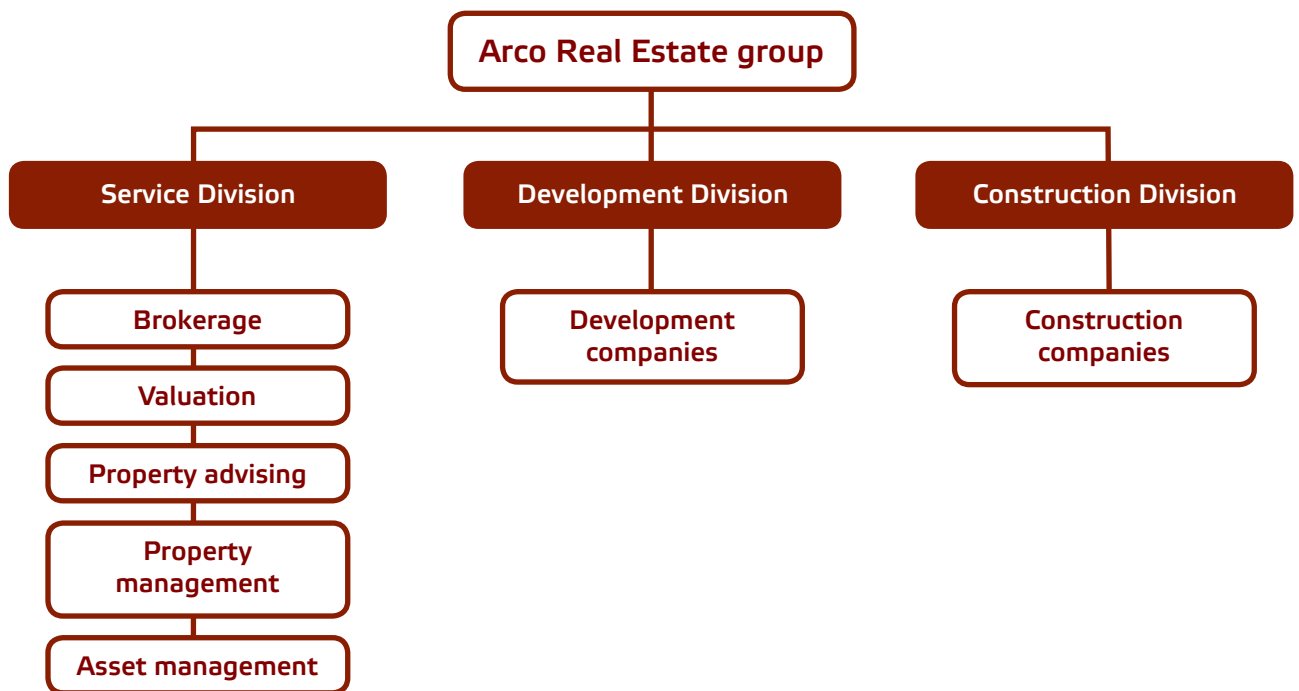 Arco Real Estate group
Service Division
Development Division
Construction Division
Brokerage
Valuation
Property advising
Property
management
Asset management
Development
companies
Construction
companies